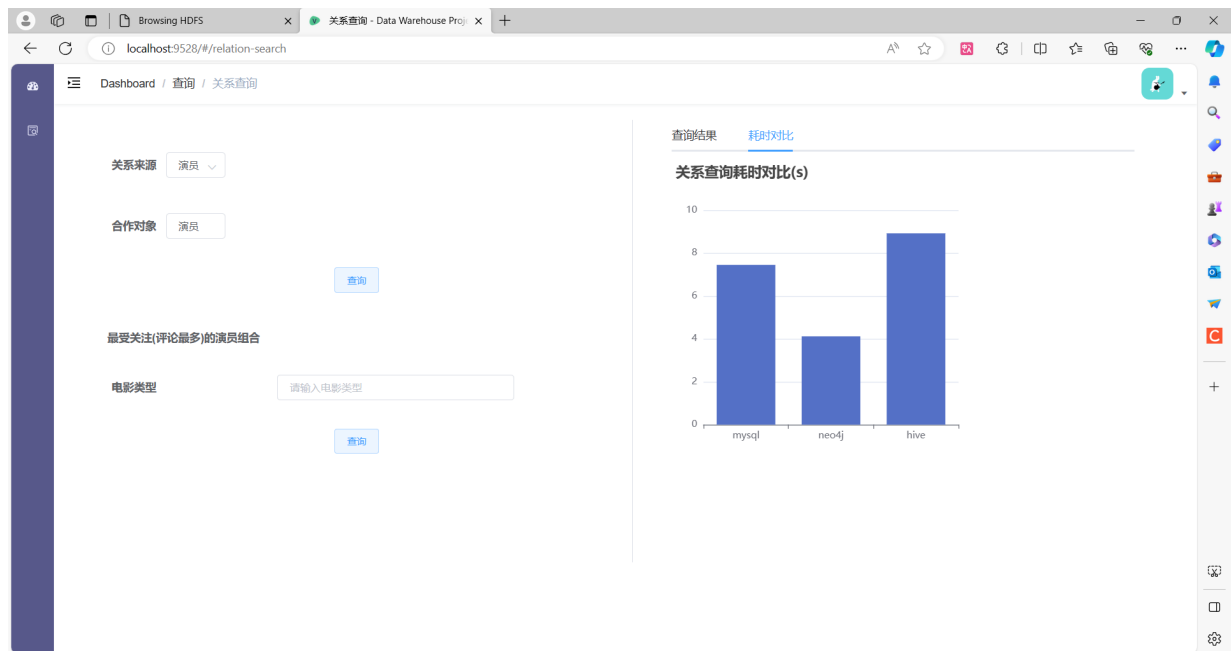 Browsing HDFS
关系查询 - Data Warehouse Proj
localhost:9528/#/relation-search
Dashboard / 查询 / 关系查询
查询结果 耗时对比
关系来源 演员
合作对象 演员
查询
最受关注(评论最多)的演员组合
电影类型 请输入电影类型
查询
关系查询耗时对比(s)
10
8
6
4
2
0
mysql neo4j hive